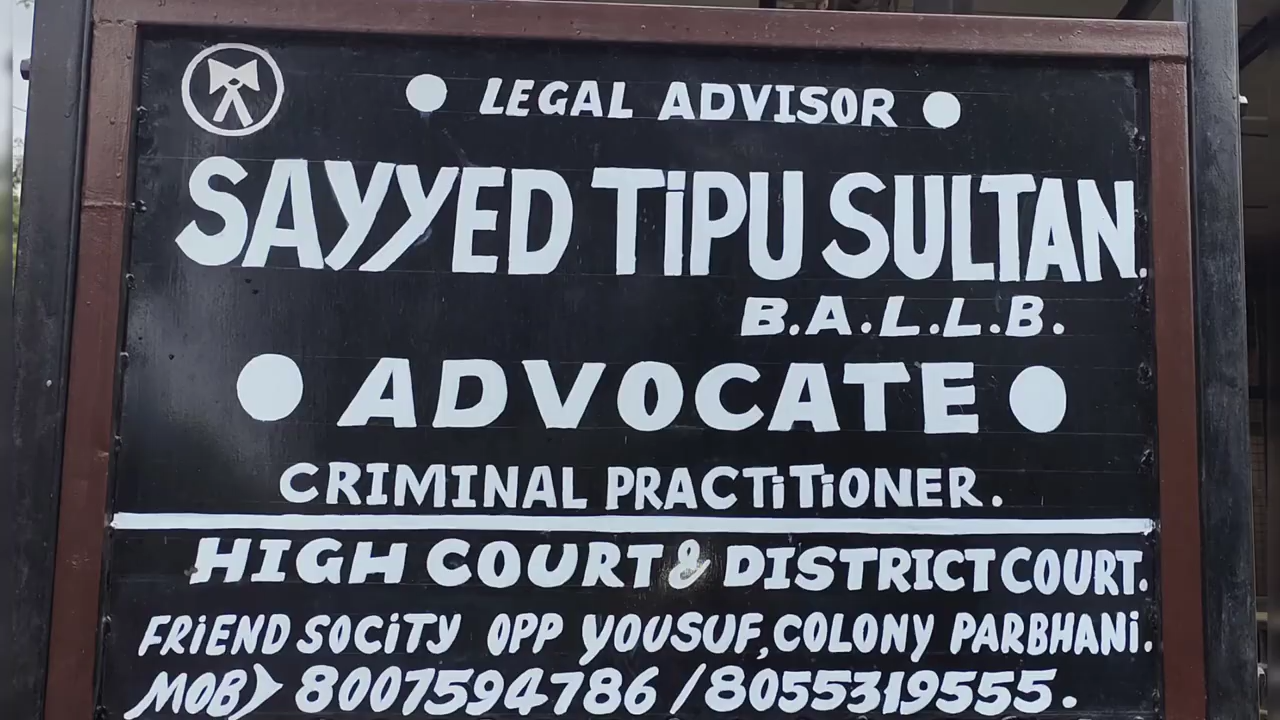 LEGAL ADVISOR
SAYYED TiPU SULTAN.
B.A.L.L.B.
ADVOCATE
CRIMINAL PRACTiTiONER.
HIGH COURT & DISTRICT COURT.
FRiEND SOCiTY OPP YOUSUF, COLONY PARBHANi.
MOB) 8007594786 / 8055319555.